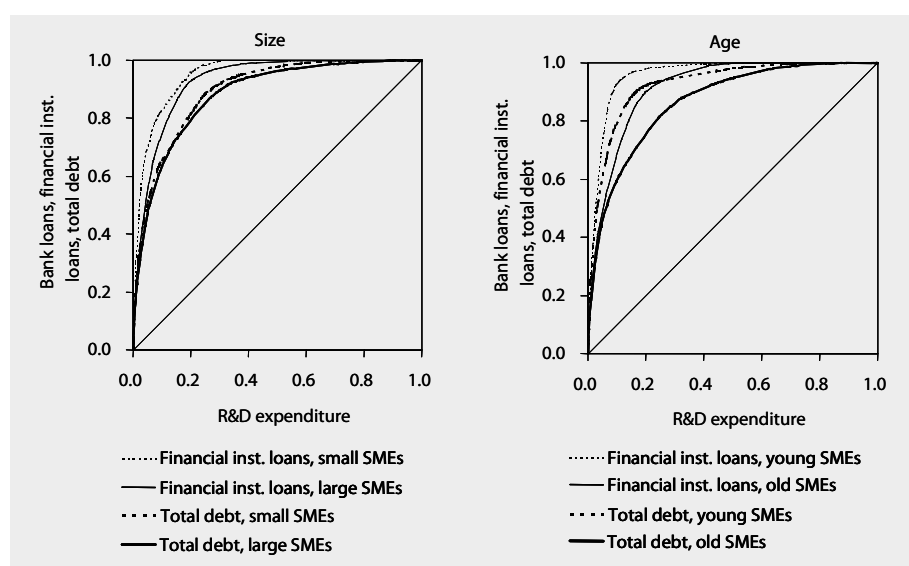 Size
Bank loans, financial inst.
loans, total debt
1.0
0.8
0.6
0.4
0.2
0.0
0.0 0.2 0.4 0.6 0.8 1.0
R&D expenditure
Financial inst. loans, small SMEs
Financial inst. loans, large SMEs
Total debt, small SMEs
Total debt, large SMEs
Age
Bank loans, financial inst.
loans, total debt
1.0
0.8
0.6
0.4
0.2
0.0
0.0 0.2 0.4 0.6 0.8 1.0
R&D expenditure
Financial inst. loans, young SMEs
Financial inst. loans, old SMEs
Total debt, young SMEs
Total debt, old SMEs